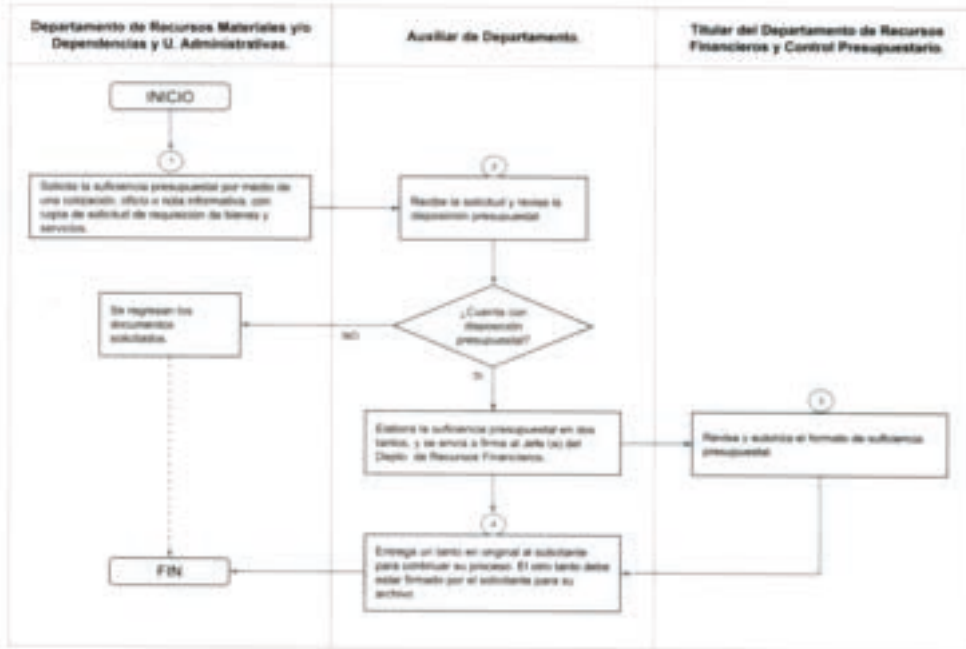 Departamento de Recursos Materiales y/o
Dependencias y U. Administrativas.
Auxiliar de Departamento.
Titular del Departamento de Recursos
Financieros y Control Presupuestario.
INICIO
1
Solicita la suficiencia presupuestal por medio de
una cotización, oficio o nota informativa, con
copia de solicitud de requisición de bienes y
servicios.
2
Recibe la solicitud y revisa la
disposición presupuestal.
¿Cuenta con
disposición
presupuestal?
NO
Se regresan los
documentos
solicitados.
SI
Elabora la suficiencia presupuestal en dos
tantos, y se envía a firma al Jefe (a) del
Depto. de Recursos Financieros.
3
Revisa y autoriza el formato de suficiencia
presupuestal.
4
Entrega un tanto en original al solicitante
para continuar su proceso. El otro tanto debe
estar firmado por el solicitante para su
archivo.
FIN